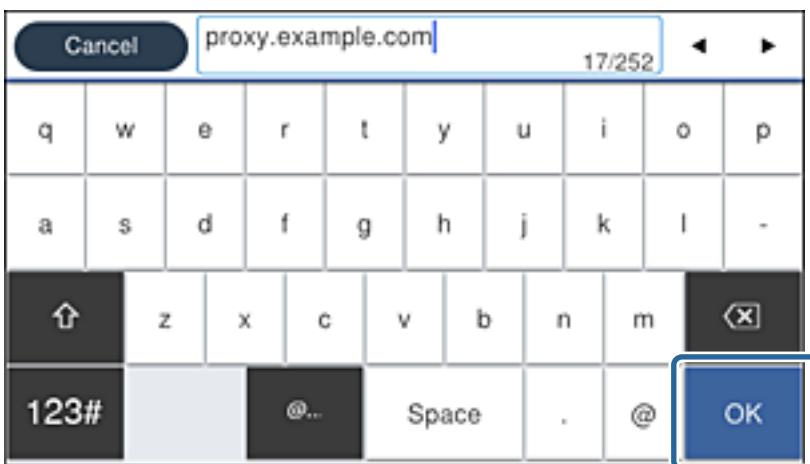 Cancel proxy.example.com
17/252
q w e r t y u i o p
a s d f g h j k l -
z x c v b n m
123# @... Space . @ OK